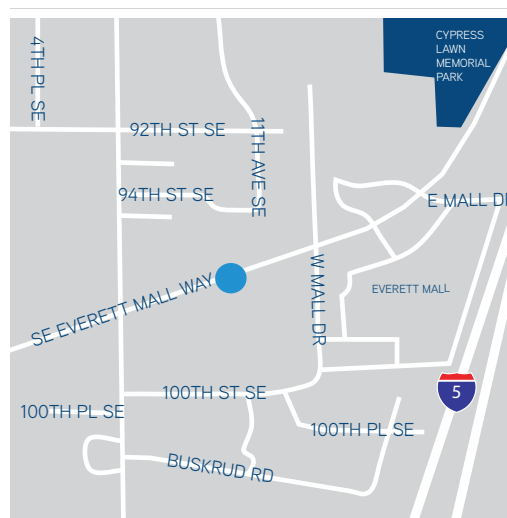 CYPRESS
LAWN
MEMORIAL
PARK
4TH PL SE
92TH ST SE
11TH AVE SE
94TH ST SE
E MALL DR
W MALL DR
EVERETT MALL
SE EVERETT MALL WAY
5
100TH ST SE
100TH PL SE
100TH PL SE
BUSKRUD RD